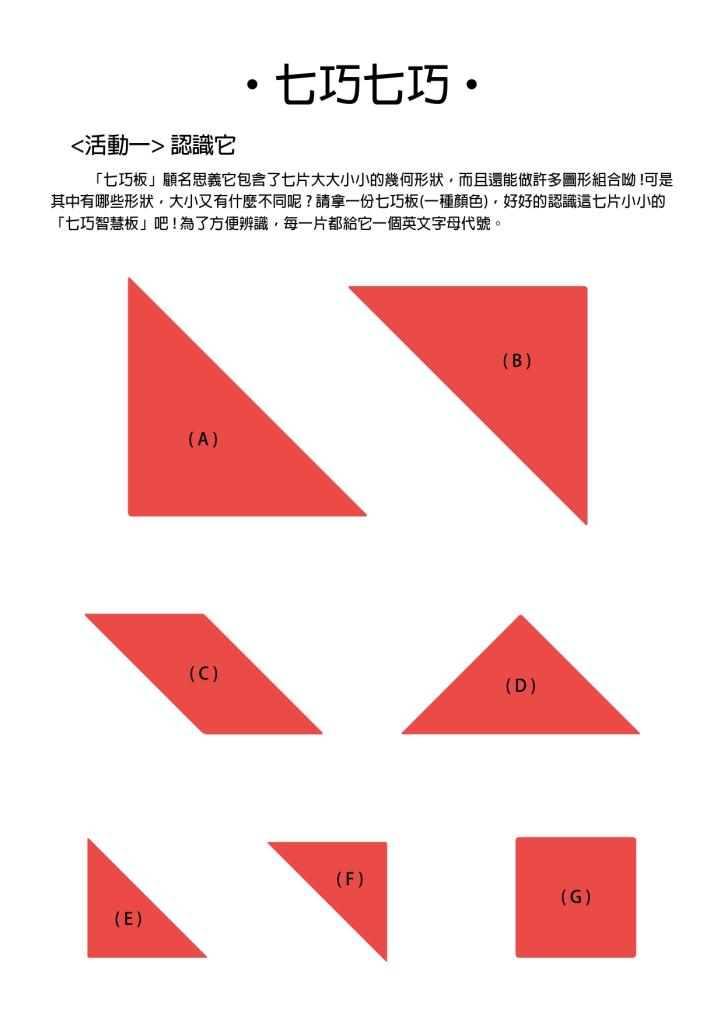 ・七巧七巧・
<活動一> 認識它
「七巧板」顧名思義它包含了七片大大小小的幾何形狀，而且還能做許多圖形組合呦 !可是
其中有哪些形狀，大小又有什麼不同呢 ? 請拿一份七巧板(一種顏色)，好好的認識這七片小小的
「七巧智慧板」吧 ! 為了方便辨識，每一片都給它一個英文字母代號。
( B )
( A )
( C )
( D )
( F )
( G )
( E )